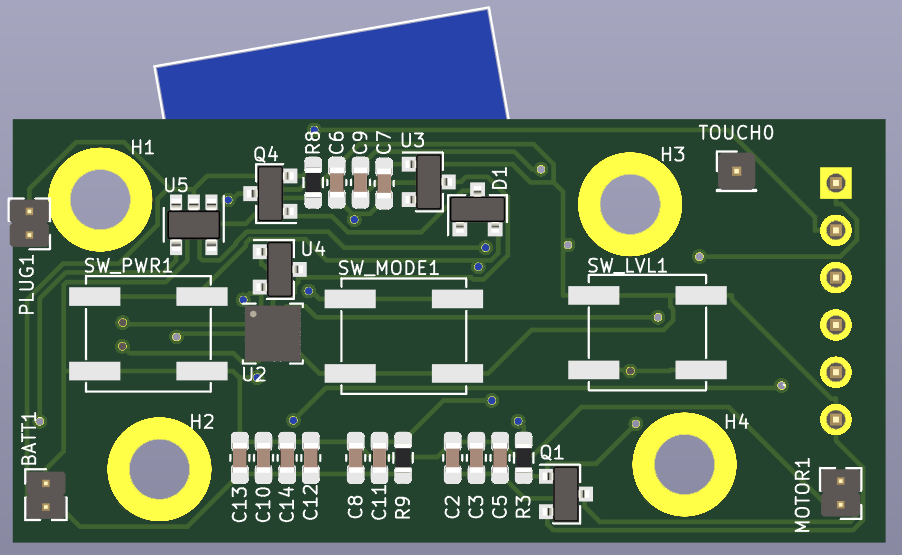 TOUCH0
H1
R8
C6
C9
C7
U3
Q4
H3
U5
D1
PLUG1
SW_PWR1
U4
SW_MODE1
SW_LVL1
U2
BATT1
H2
H4
Q1
MOTOR1
C13
C10
C14
C12
C8
C11
R9
C2
C3
C5
R3